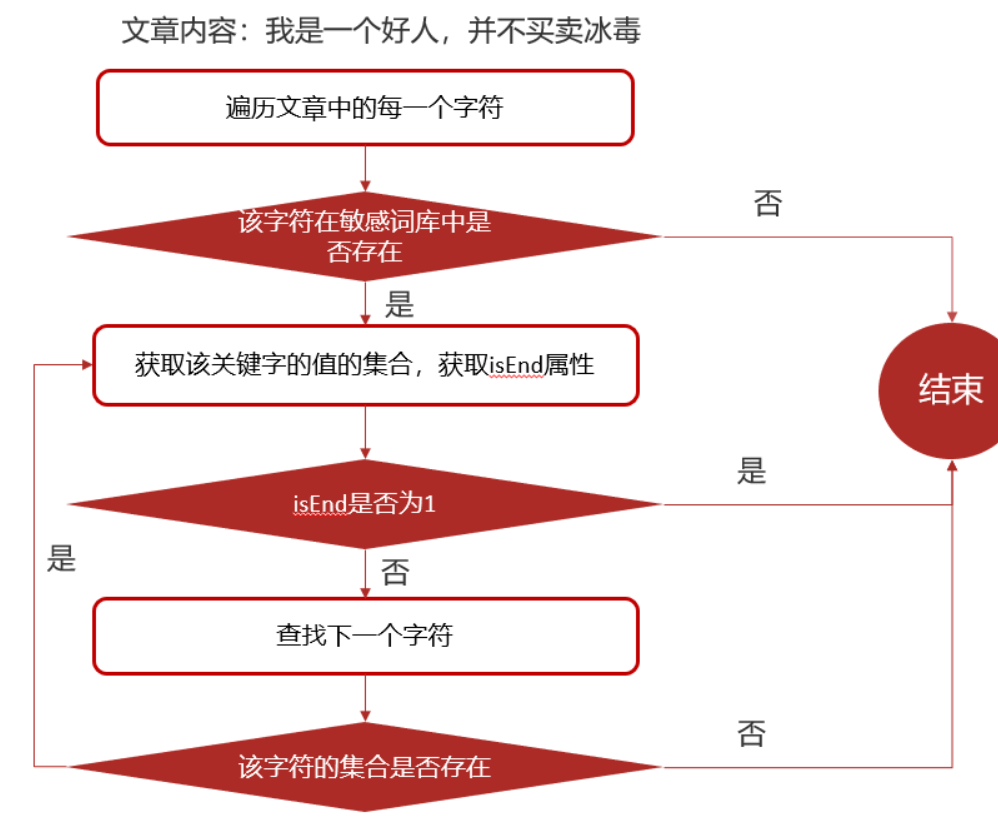 文章内容：我是一个好人，并不买卖冰毒
遍历文章中的每一个字符
该字符在敏感词库中是
否存在
否
是
获取该关键字的值的集合，获取isEnd属性
结束
isEnd是否为1
是
否
是
查找下一个字符
该字符的集合是否存在
否